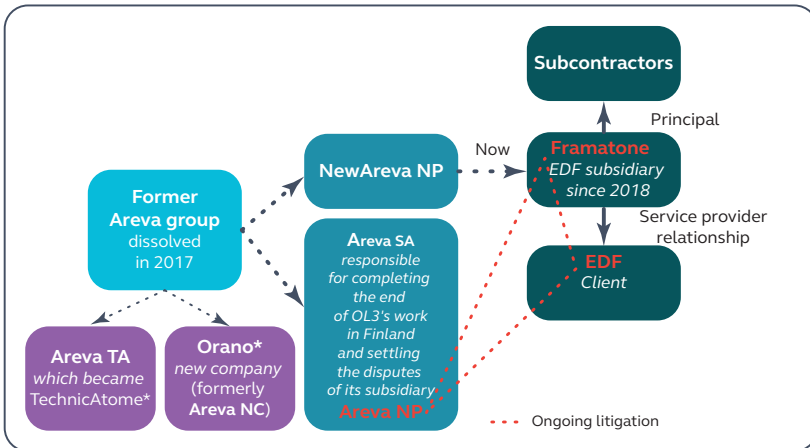 Subcontractors
Principal
Now
Framatone
EDF subsidiary
since 2018
NewAreva NP
Former
Areva group
dissolved
in 2017
Service provider
relationship
Areva SA
responsible
for completing
the end
of OL3's work
in Finland
and settling
the disputes
of its subsidiary
Areva NP
EDF
Client
Areva TA
which became
TechnicAtome*
Orano*
new company
(formerly
Areva NC)
Ongoing litigation